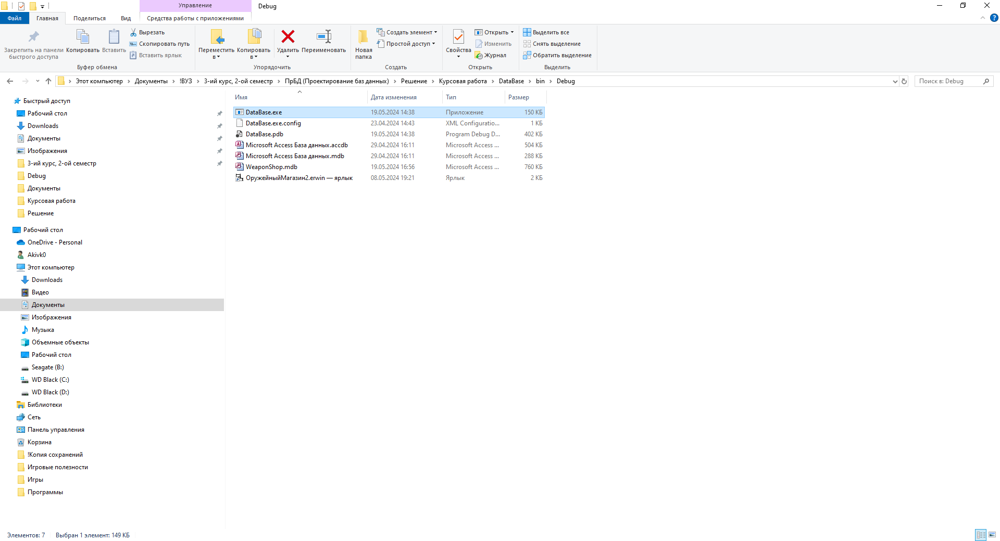 Управление
Debug
Файл
Главная
Поделиться
Вид
Средства работы с приложениями
Закрепить на панели быстрого доступа
Копировать
Вставить
Вырезать
Скопировать путь
Вставить ярлык
Буфер обмена
Переместить в
Копировать в
Удалить
Переименовать
Упорядочить
Новая папка
Создать элемент
Простой доступ
Создать
Свойства
Открыть
Изменить
Журнал
Открыть
Выделить все
Снять выделение
Обратить выделение
Выделить
Этот компьютер > Документы > !ВУЗ > 3-ий курс, 2-ой семестр > ПрБД (Проектирование баз данных) > Решение > Курсовая работа > DataBase > bin > Debug
Поиск в: Debug
Быстрый доступ
Рабочий стол
Downloads
Документы
Изображения
3-ий курс, 2-ой семестр
Debug
Документы
Курсовая работа
Решение
Рабочий стол
OneDrive - Personal
Akivk0
Этот компьютер
Downloads
Видео
Документы
Изображения
Музыка
Объемные объекты
Рабочий стол
Seagate (B:)
WD Black (C:)
WD Black (D:)
Библиотеки
Сеть
Панель управления
Корзина
!Копия сохранений
Игровые полезности
Игры
Программы
Имя Дата изменения Тип Размер
DataBase.exe 19.05.2024 14:38 Приложение 150 КБ
DataBase.exe.config 23.04.2024 14:43 XML Configuratio... 1 КБ
DataBase.pdb 19.05.2024 14:38 Program Debug D... 402 КБ
Microsoft Access База данных.accdb 29.04.2024 16:11 Microsoft Access ... 504 КБ
Microsoft Access База данных.mdb 29.04.2024 16:11 Microsoft Access ... 288 КБ
WeaponShop.mdb 19.05.2024 16:56 Microsoft Access ... 760 КБ
ОружейныйМагазин2.erwin — ярлык 08.05.2024 19:21 Ярлык 2 КБ
Элементов: 7
Выбран 1 элемент: 149 КБ